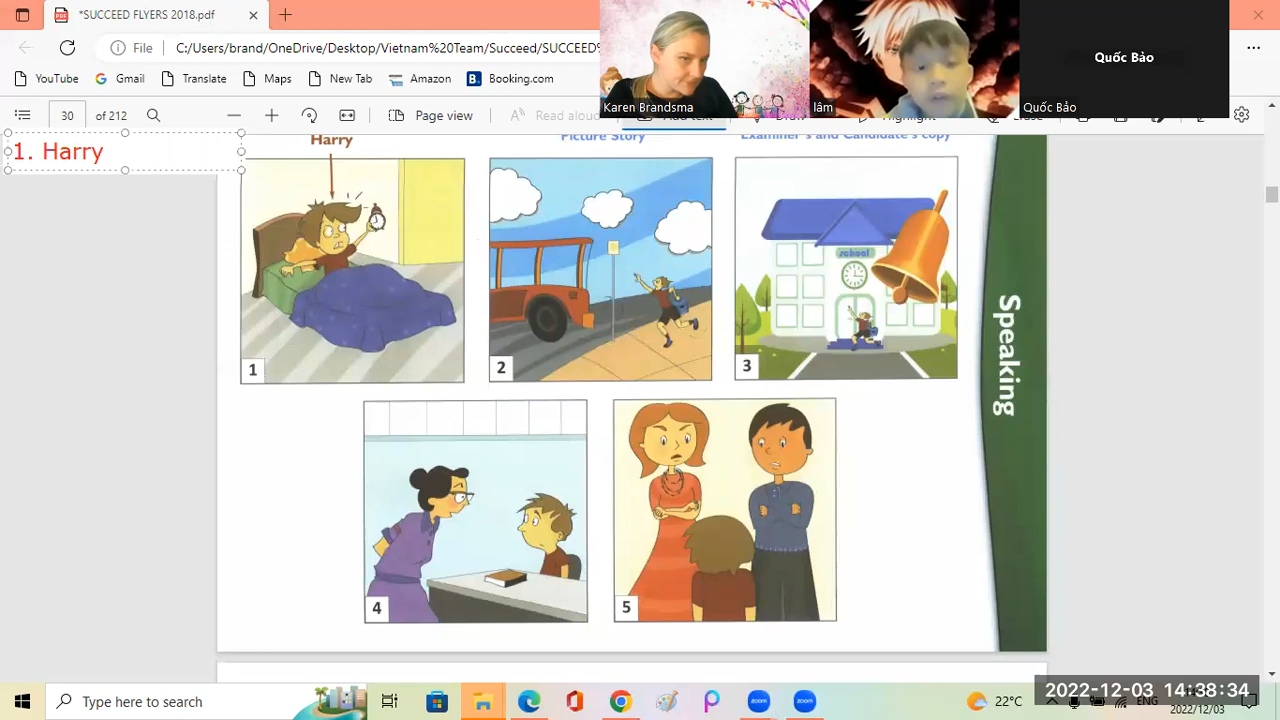 *SUCCEED FLYERS 2018.pdf
File C:/Users/brand/OneDrive/Desktop/Vietnam%20Team/Succeed/SUCCEED%
YouTube Gmail Translate Maps New Tab Amazon Booking.com
30 Page view Read aloud
Karen Brandsma
lâm
Quốc Bảo
Quốc Bảo
1. Harry
Harry
Picture Story
Examiner's and Candidate's copy
school
1
2
3
Speaking
4
5
Type here to search
zoom
zoom
22°C
ENG
2022-12-03 14:38:34
2022/12/03